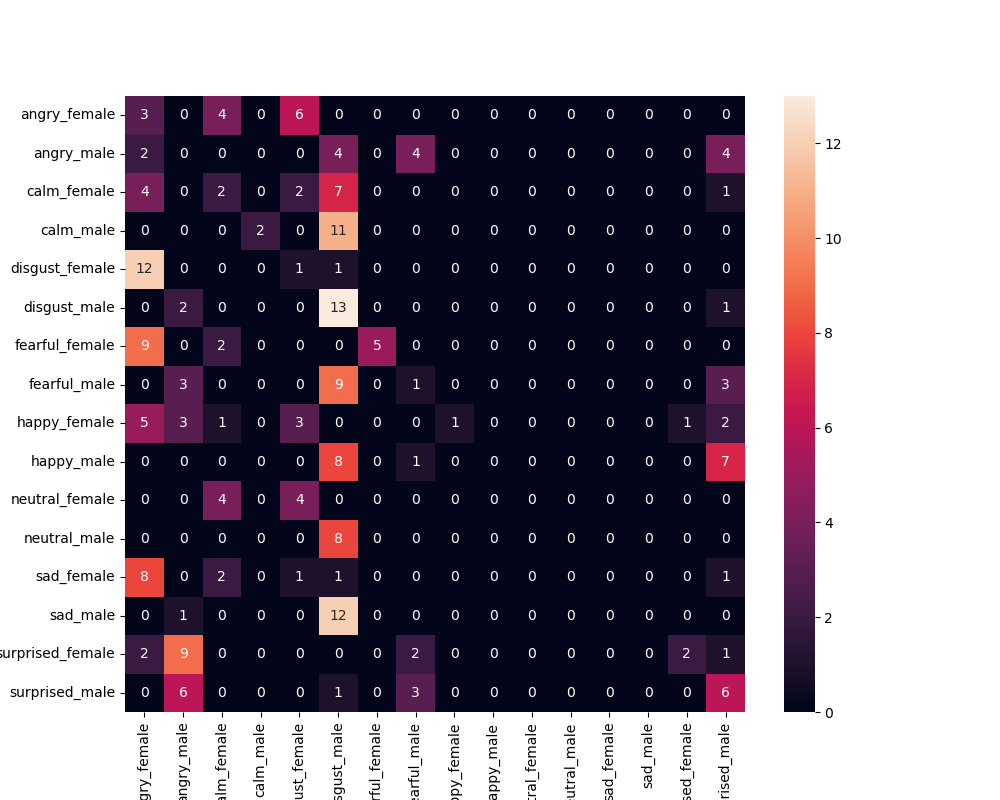 angry_female 3 0 4 0 6 0 0 0 0 0 0 0 0 0 0 0
angry_male 2 0 0 0 0 4 0 4 0 0 0 0 0 0 0 4
calm_female 4 0 2 0 2 7 0 0 0 0 0 0 0 0 0 1
calm_male 0 0 0 2 0 11 0 0 0 0 0 0 0 0 0 0
disgust_female 12 0 0 0 1 1 0 0 0 0 0 0 0 0 0 0
disgust_male 0 2 0 0 0 13 0 0 0 0 0 0 0 0 0 1
fearful_female 9 0 2 0 0 0 5 0 0 0 0 0 0 0 0 0
fearful_male 0 3 0 0 0 9 0 1 0 0 0 0 0 0 0 3
happy_female 5 3 1 0 3 0 0 0 1 0 0 0 0 0 1 2
happy_male 0 0 0 0 0 8 0 1 0 0 0 0 0 0 0 7
neutral_female 0 0 4 0 4 0 0 0 0 0 0 0 0 0 0 0
neutral_male 0 0 0 0 0 8 0 0 0 0 0 0 0 0 0 0
sad_female 8 0 2 0 1 1 0 0 0 0 0 0 0 0 0 1
sad_male 0 1 0 0 0 12 0 0 0 0 0 0 0 0 0 0
surprised_female 2 9 0 0 0 0 0 2 0 0 0 0 0 0 2 1
surprised_male 0 6 0 0 0 1 0 3 0 0 0 0 0 0 0 6
gry_female
angry_male
alm_female
calm_male
ust_female
sgust_male
rful_female
earful_male
ppy_female
appy_male
tral_female
utral_male
sad_female
sad_male
sed_female
rised_male
12
10
8
6
4
2
0